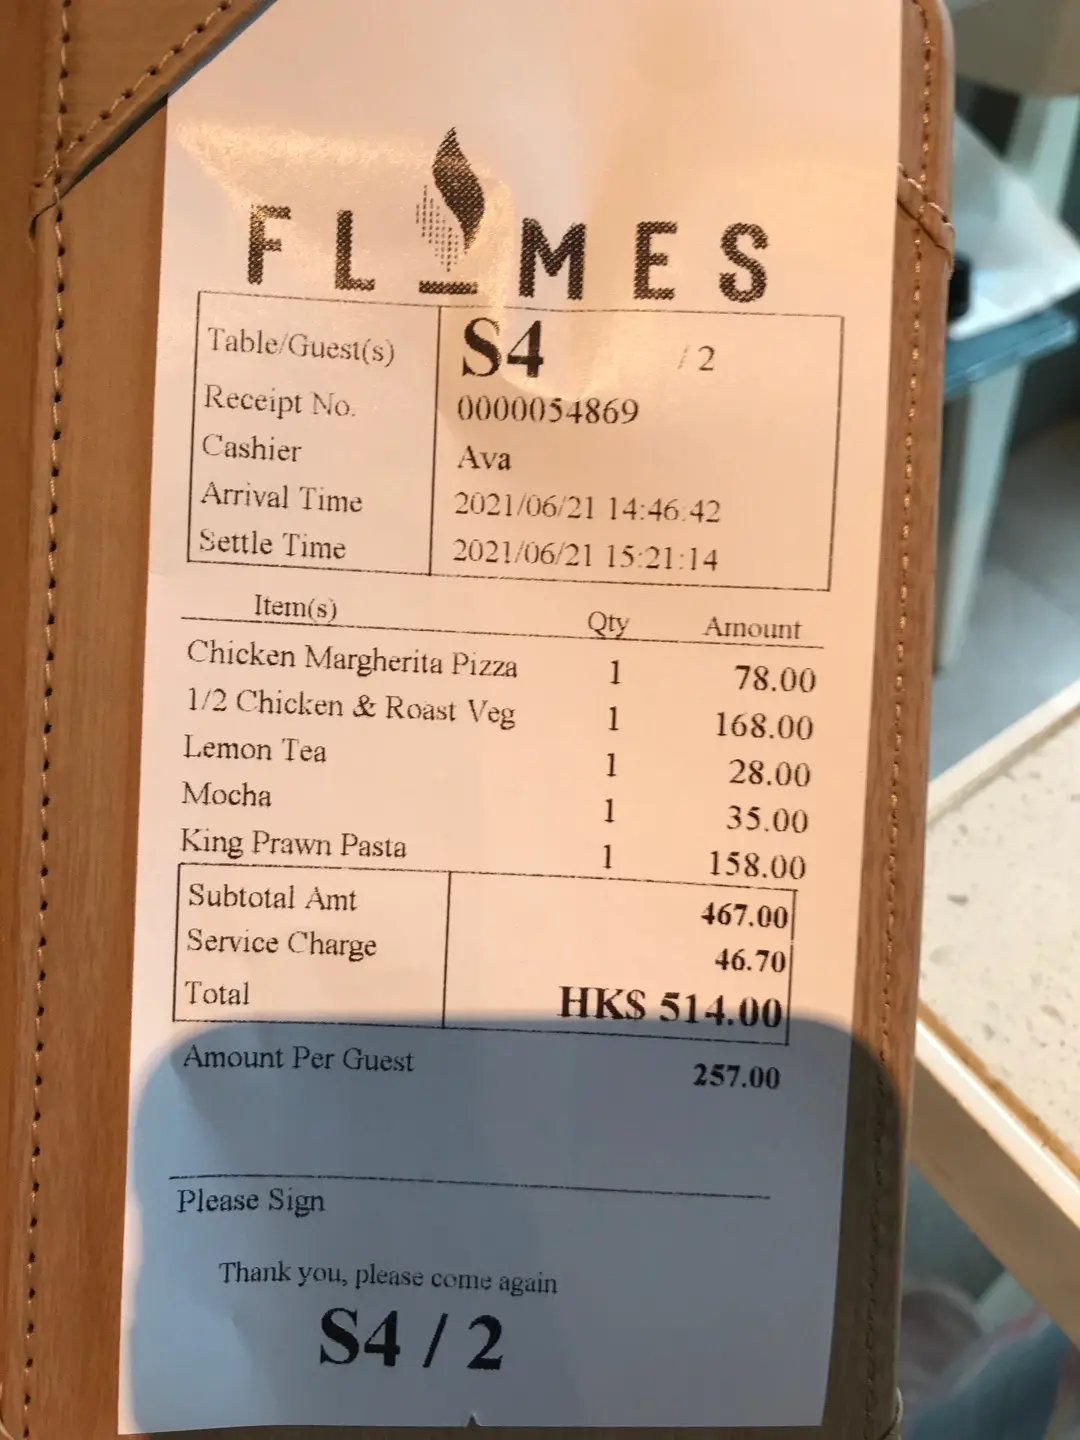 FLAMES
Table/Guest(s) S4 / 2
Receipt No. 0000054869
Cashier Ava
Arrival Time 2021/06/21 14:46:42
Settle Time 2021/06/21 15:21:14
Item(s) Qty Amount
Chicken Margherita Pizza 1 78.00
1/2 Chicken & Roast Veg 1 168.00
Lemon Tea 1 28.00
Mocha 1 35.00
King Prawn Pasta 1 158.00
Subtotal Amt 467.00
Service Charge 46.70
Total HK$ 514.00
Amount Per Guest 257.00
Please Sign
Thank you, please come again
S4 / 2